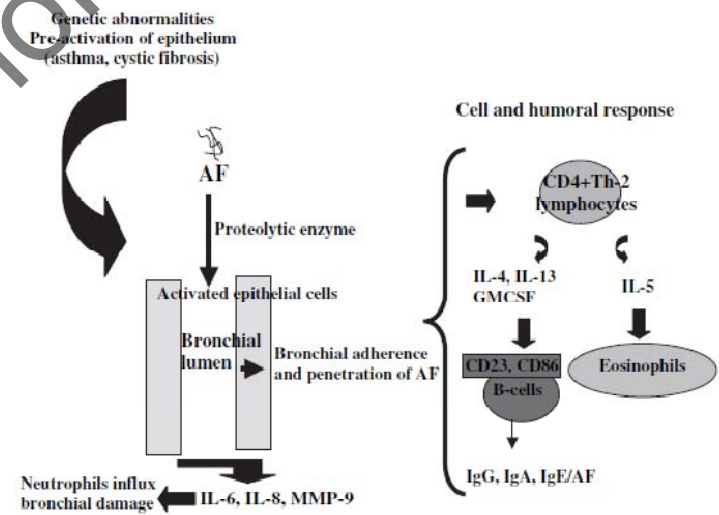 Genetic abnormalities
Pre-activation of epithelium
(asthma, cystic fibrosis)
AF
Proteolytic enzyme
Activated epithelial cells
Bronchial
lumen
Bronchial adherence
and penetration of AF
Neutrophils influx
bronchial damage
IL-6, IL-8, MMP-9
Cell and humoral response
CD4+Th-2
lymphocytes
IL-4, IL-13
GMCSF
IL-5
CD23, CD86
B-cells
Eosinophils
IgG, IgA, IgE/AF